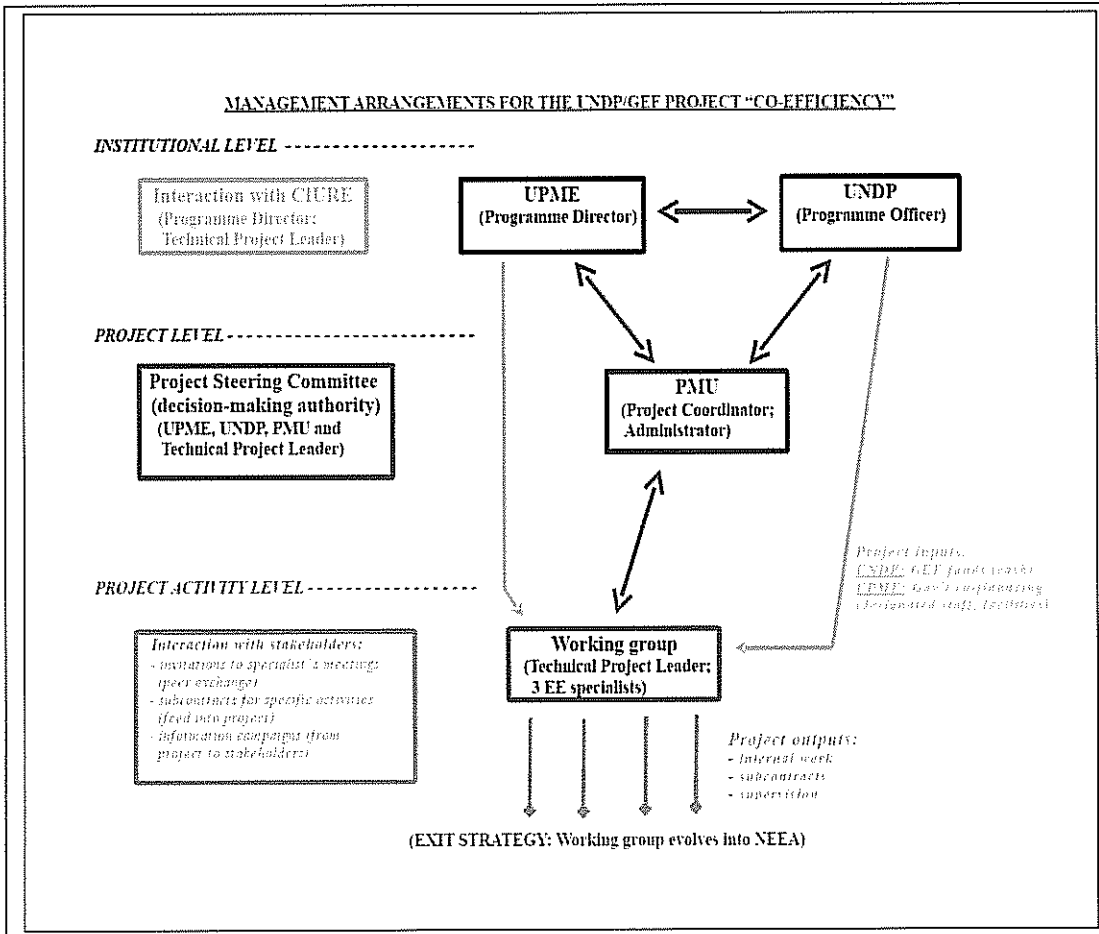 MANAGEMENT ARRANGEMENTS FOR THE UNDP/GEF PROJECT "CO-EFFICIENCY"
INSTITUTIONAL LEVEL --------------------
Interaction with CIURE
(Programme Director;
Technical Project Leader)
UPME
(Programme Director)
UNDP
(Programme Officer)
PROJECT LEVEL --------------------------
Project Steering Committee
(decision-making authority)
(UPME, UNDP, PMU and
Technical Project Leader)
PMU
(Project Coordinator;
Administrator)
Project inputs:
UNDP: GEF funds (cash)
UPME: Gov't cofinancing
(designated staff, facilities)
PROJECT ACTIVITY LEVEL ------------------
Interaction with stakeholders:
- invitations to specialist's meetings
(peer exchange)
- subcontracts for specific activities
(feed into project)
- information campaigns (from
project to stakeholders)
Working group
(Technical Project Leader;
3 EE specialists)
Project outputs:
- internal work
- subcontracts
- supervision
(EXIT STRATEGY: Working group evolves into NEEA)